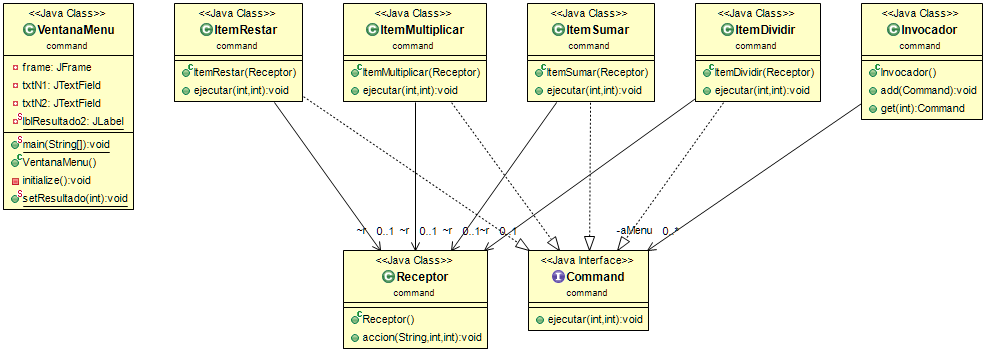 <<Java Class>>
VentanaMenu
command
frame: JFrame
txtN1: JTextField
txtN2: JTextField
lblResultado2: JLabel
main(String[]):void
VentanaMenu()
initialize():void
setResultado(int):void
<<Java Class>>
ItemRestar
command
ItemRestar(Receptor)
ejecutar(int,int):void
<<Java Class>>
ItemMultiplicar
command
ItemMultiplicar(Receptor)
ejecutar(int,int):void
<<Java Class>>
ItemSumar
command
ItemSumar(Receptor)
ejecutar(int,int):void
<<Java Class>>
ItemDividir
command
ItemDividir(Receptor)
ejecutar(int,int):void
<<Java Class>>
Invocador
command
Invocador()
add(Command):void
get(int):Command
~r 0..1 ~r 0..1 ~r 0..1 ~r 0..1
-aMenu 0..*
<<Java Class>>
Receptor
command
Receptor()
accion(String,int,int):void
<<Java Interface>>
Command
command
ejecutar(int,int):void